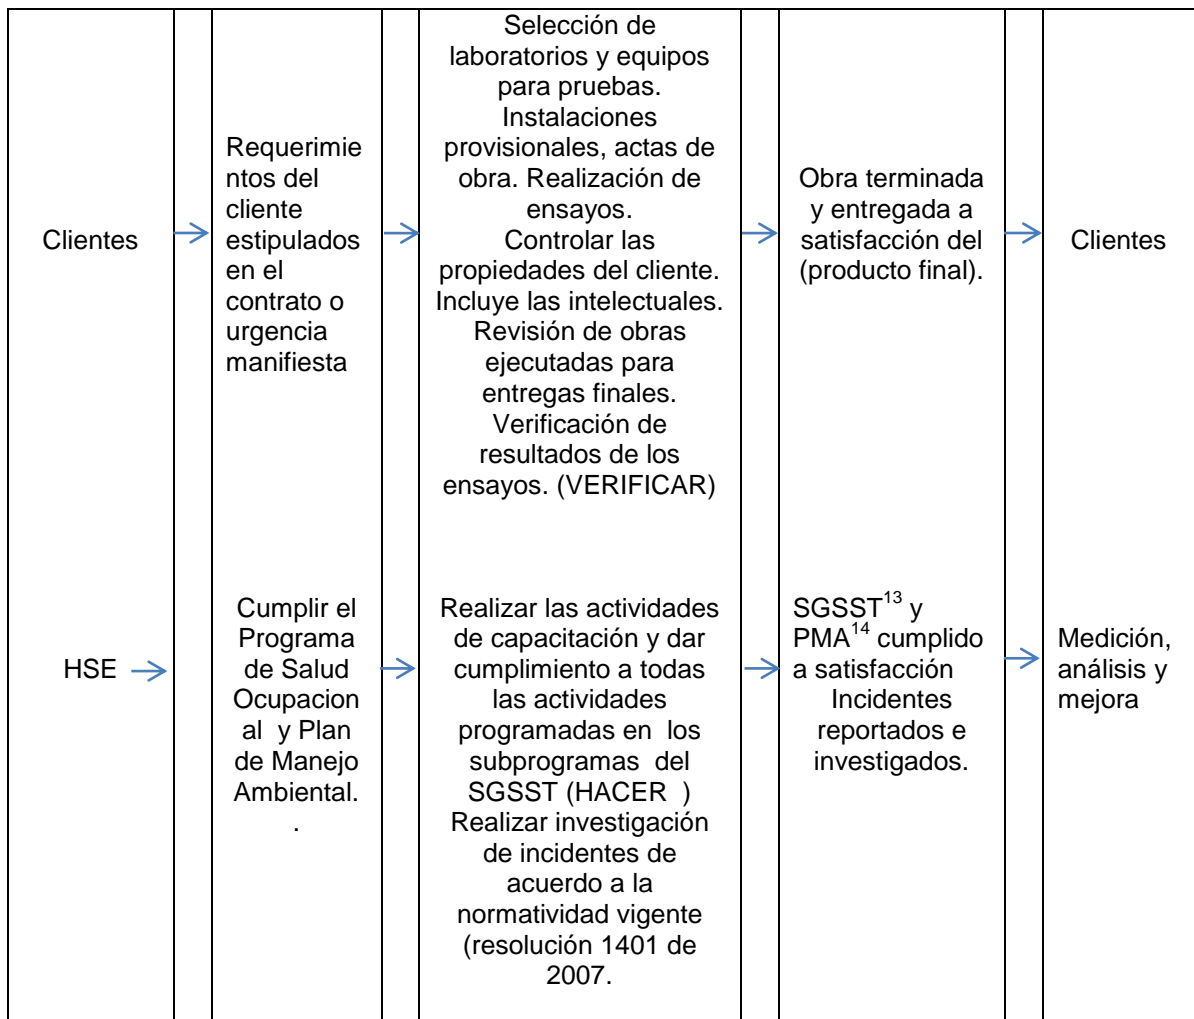 Clientes
Requerimie
ntos del
cliente
estipulados
en el
contrato o
urgencia
manifiesta
Selección de
laboratorios y equipos
para pruebas.
Instalaciones
provisionales, actas de
obra. Realización de
ensayos.
Controlar las
propiedades del cliente.
Incluye las intelectuales.
Revisión de obras
ejecutadas para
entregas finales.
Verificación de
resultados de los
ensayos. (VERIFICAR)
Obra terminada
y entregada a
satisfacción del
(producto final).
Clientes
HSE
Cumplir el
Programa
de Salud
Ocupacion
al y Plan
de Manejo
Ambiental.
.
Realizar las actividades
de capacitación y dar
cumplimiento a todas
las actividades
programadas en los
subprogramas del
SGSST (HACER )
Realizar investigación
de incidentes de
acuerdo a la
normatividad vigente
(resolución 1401 de
2007.
SGSST13 y
PMA14 cumplido
a satisfacción
Incidentes
reportados e
investigados.
Medición,
análisis y
mejora